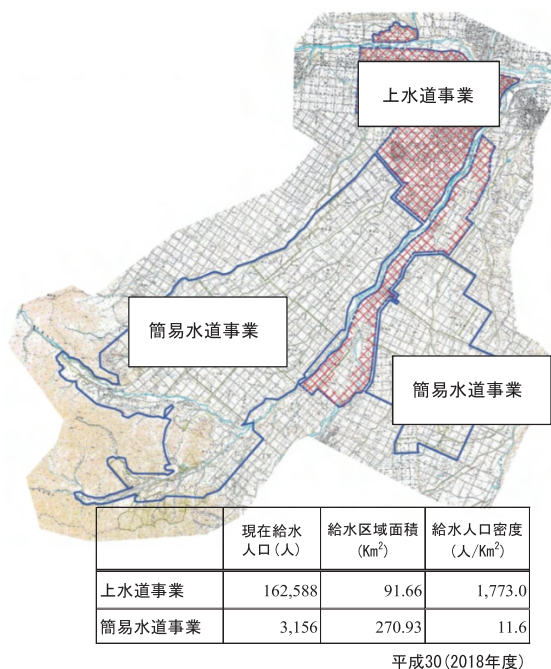 上水道事業
簡易水道事業
簡易水道事業
現在給水人口(人) 給水区域面積(Km²) 給水人口密度(人/Km²)
上水道事業 162,588 91.66 1,773.0
簡易水道事業 3,156 270.93 11.6
平成30(2018年度)